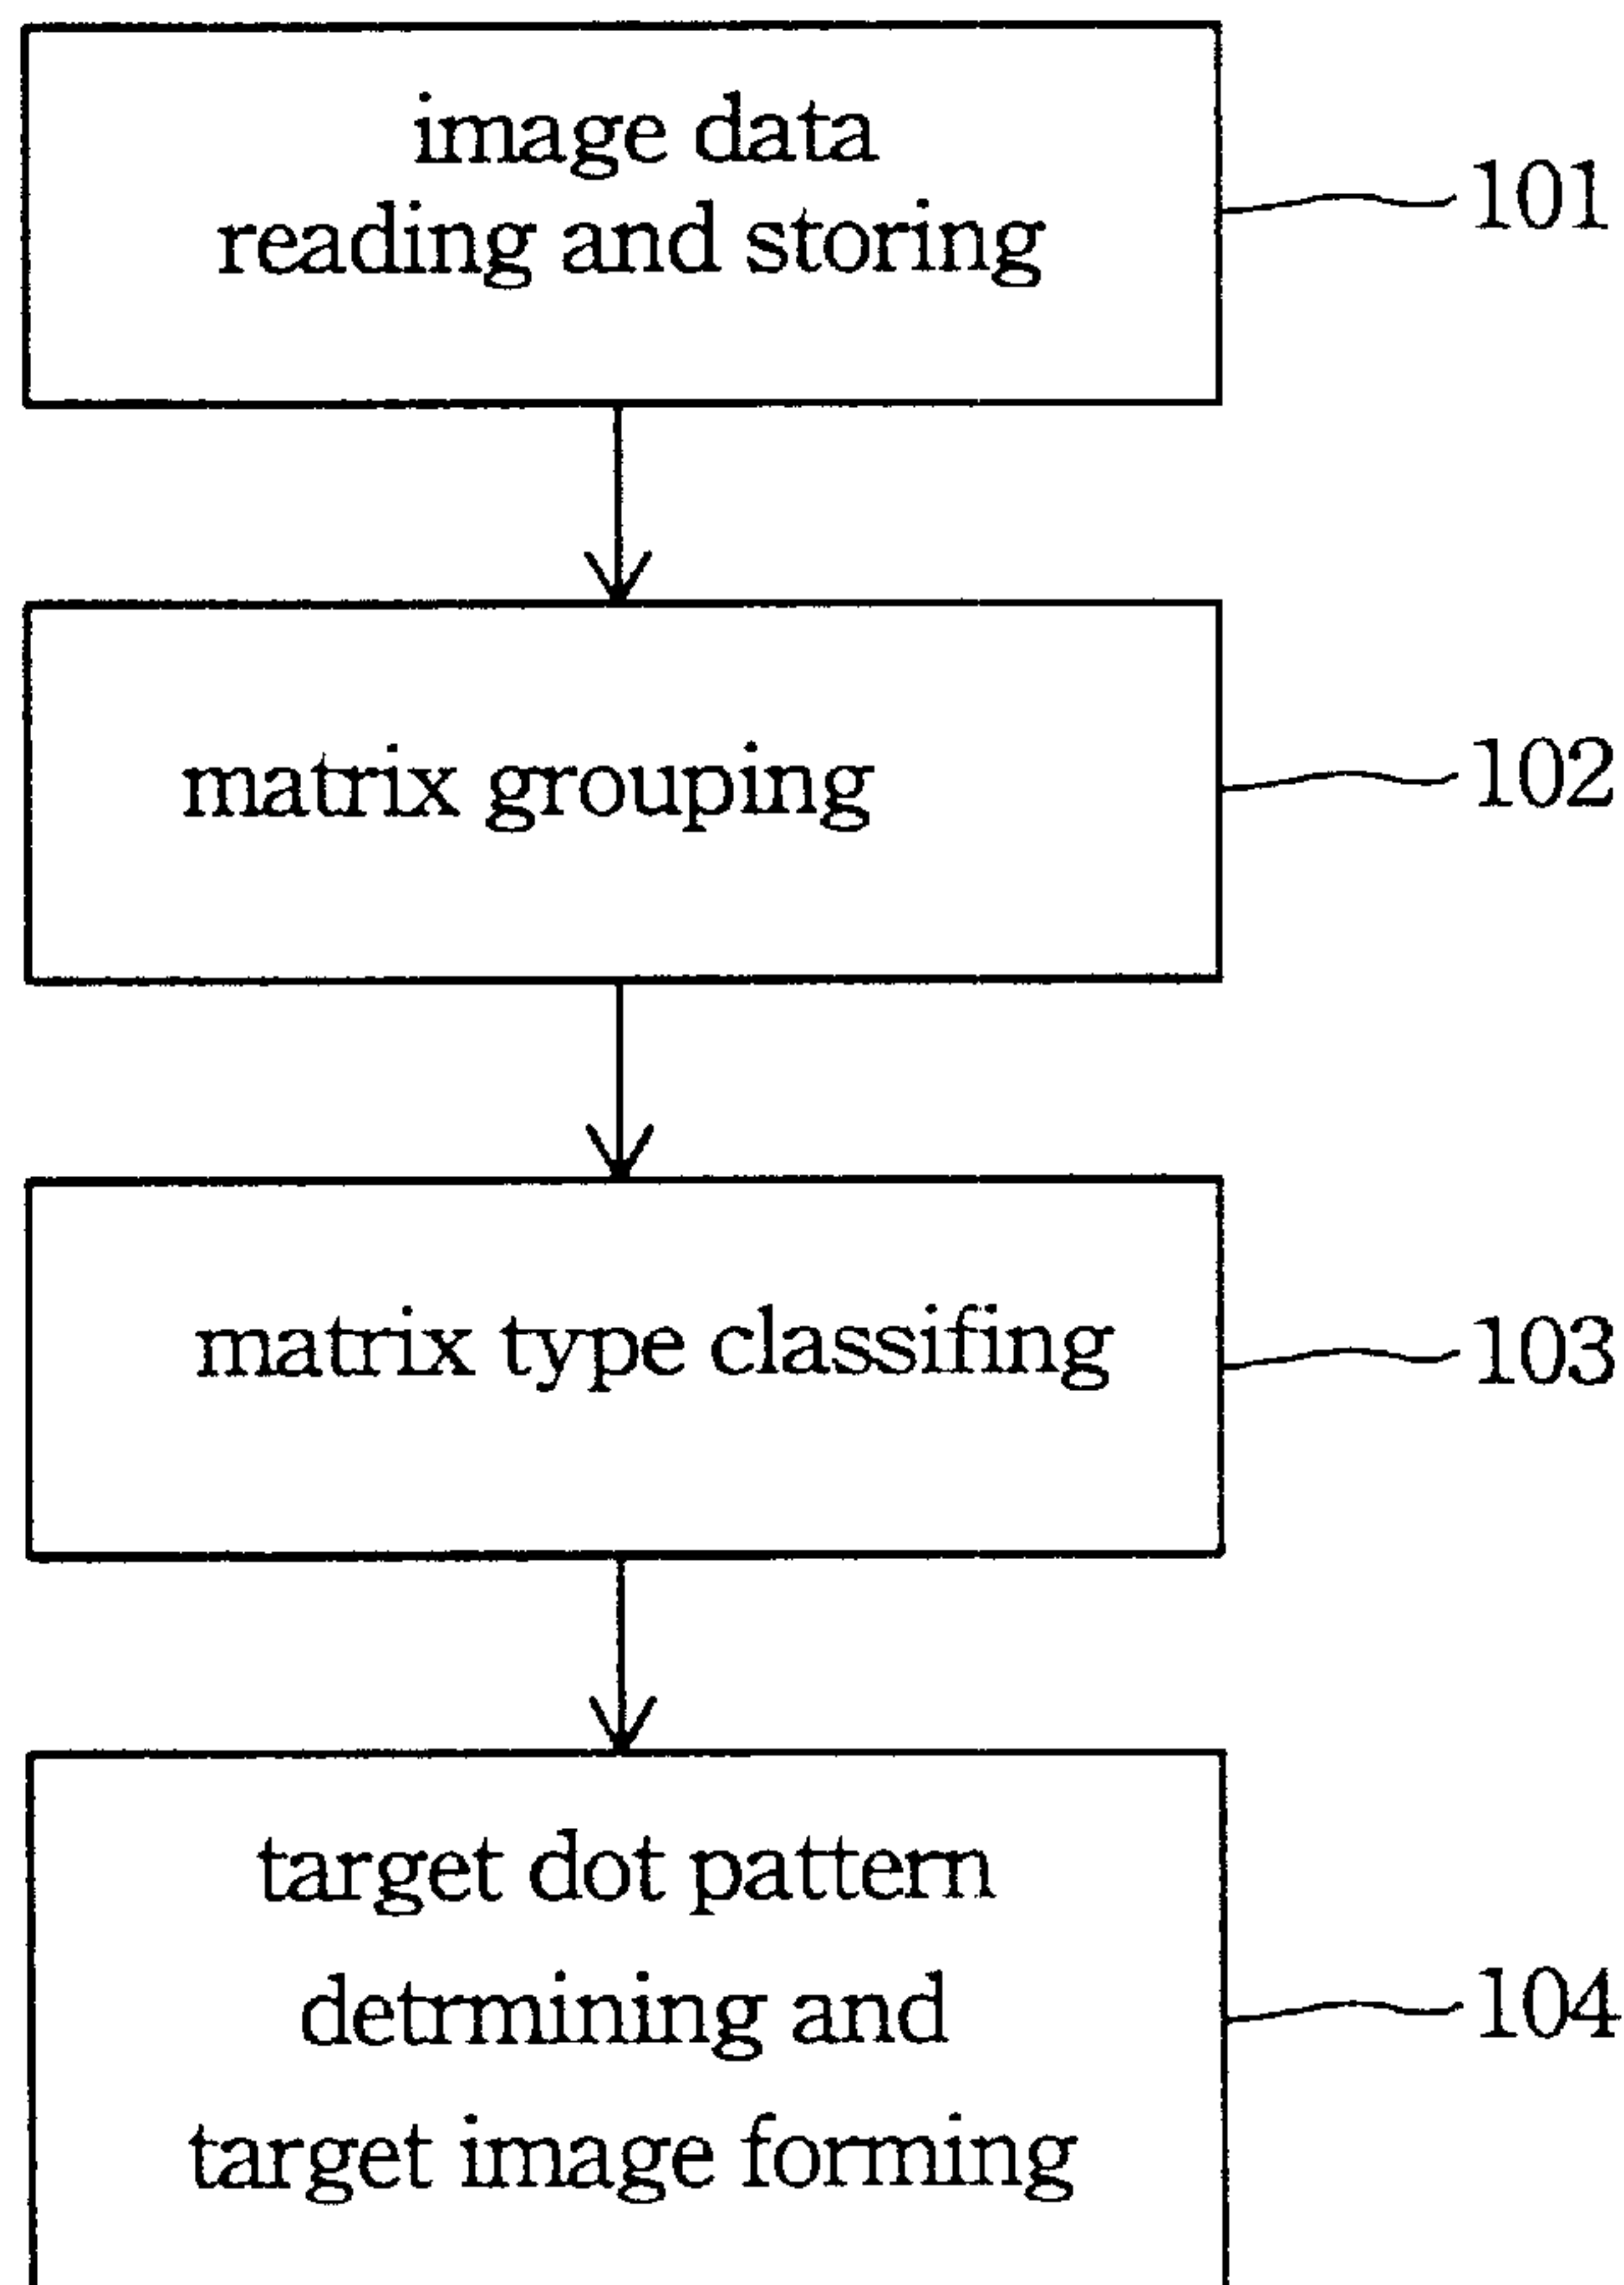 image data
reading and storing
101
matrix grouping
102
matrix type classifing
103
target dot pattern
detrmining and
target image forming
104